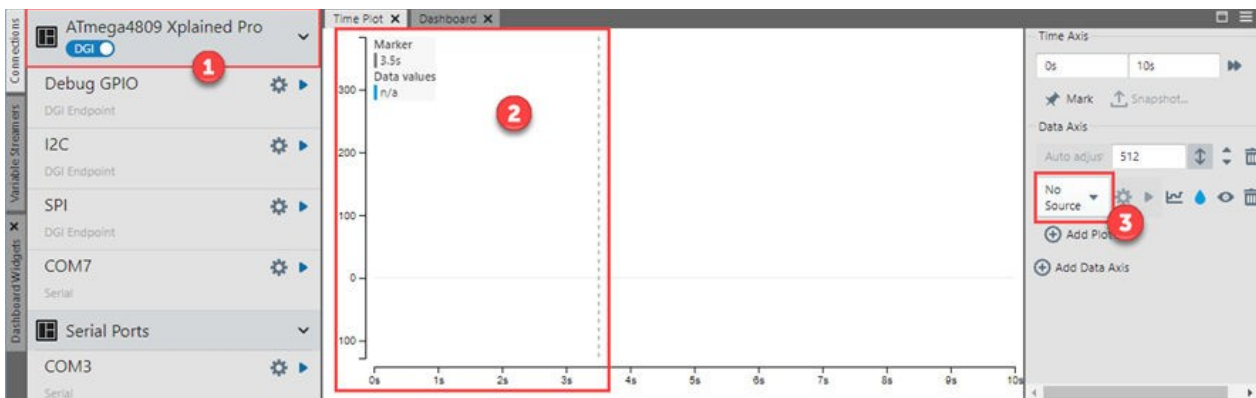 Connections
Variable Streamers
Dashboard Widgets
ATmega4809 Xplained Pro
DGI
1
Debug GPIO
DGI Endpoint
I2C
DGI Endpoint
SPI
DGI Endpoint
COM7
Serial
Serial Ports
COM3
Serial
Time Plot
Dashboard
Marker
3.5s
Data values
n/a
300
200
100
0
100
2
0s 1s 2s 3s 4s 5s 6s 7s 8s 9s 10s
Time Axis
0s 10s
Mark Snapshot...
Data Axis
Auto adjus 512
No
Source
3
Add Plot
Add Data Axis